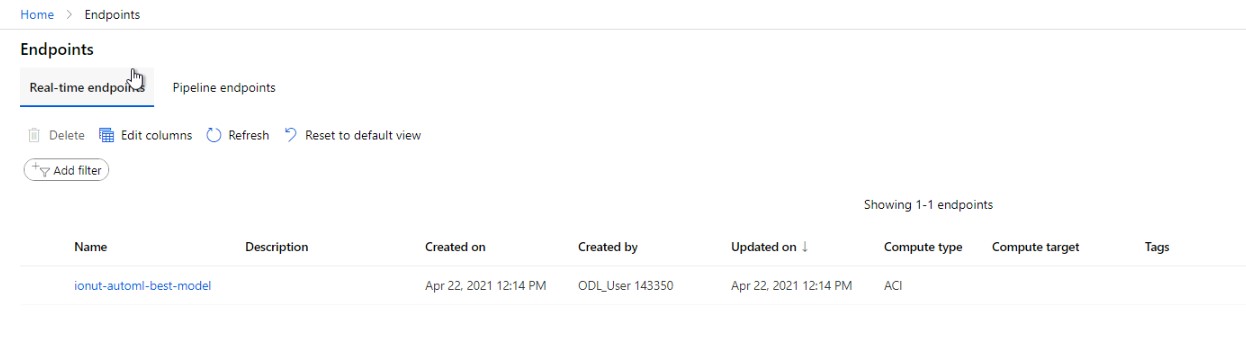 Home > Endpoints
Endpoints
Real-time endpoints Pipeline endpoints
Delete Edit columns Refresh Reset to default view
Add filter
Showing 1-1 endpoints
Name Description Created on Created by Updated on ↓ Compute type Compute target Tags
ionut-automl-best-model Apr 22, 2021 12:14 PM ODL_User 143350 Apr 22, 2021 12:14 PM ACI